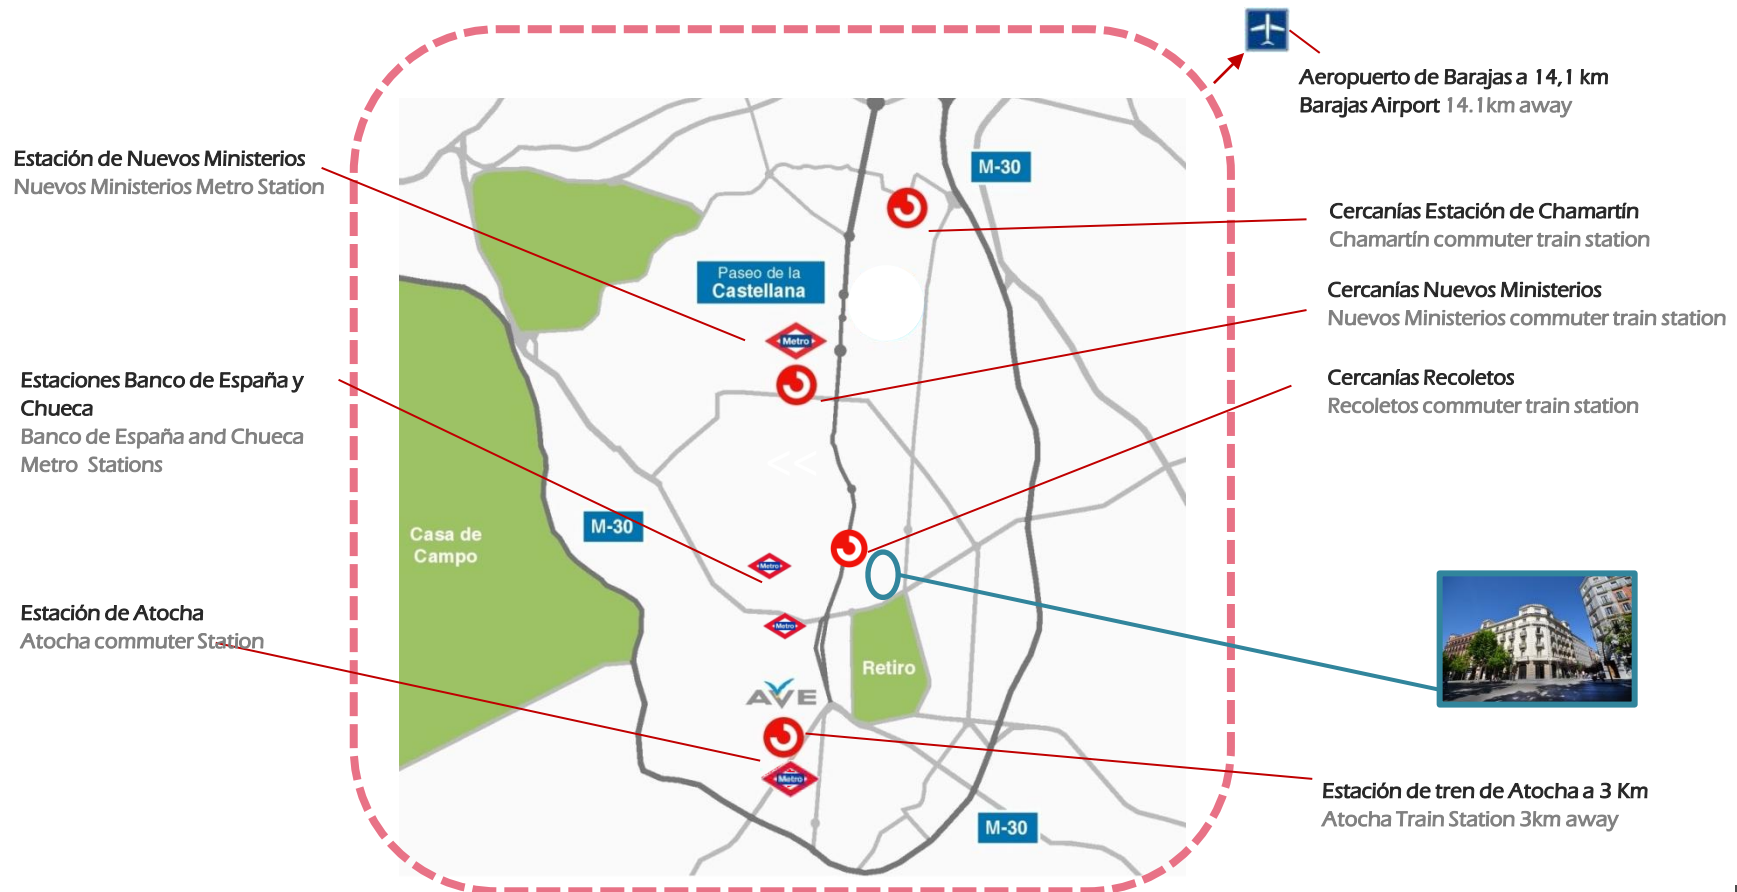 Aeropuerto de Barajas a 14,1 km
Barajas Airport 14.1km away
Estación de Nuevos Ministerios
Nuevos Ministerios Metro Station
M-30
Cercanías Estación de Chamartín
Chamartín commuter train station
Paseo de la
Castellana
Cercanías Nuevos Ministerios
Nuevos Ministerios commuter train station
Metro
Estaciones Banco de España y
Chueca
Banco de España and Chueca
Metro Stations
Cercanías Recoletos
Recoletos commuter train station
<<
M-30
Casa de
Campo
Metro
Estación de Atocha
Atocha commuter Station
Metro
Retiro
AVE
Metro
Estación de tren de Atocha a 3 Km
Atocha Train Station 3km away
M-30